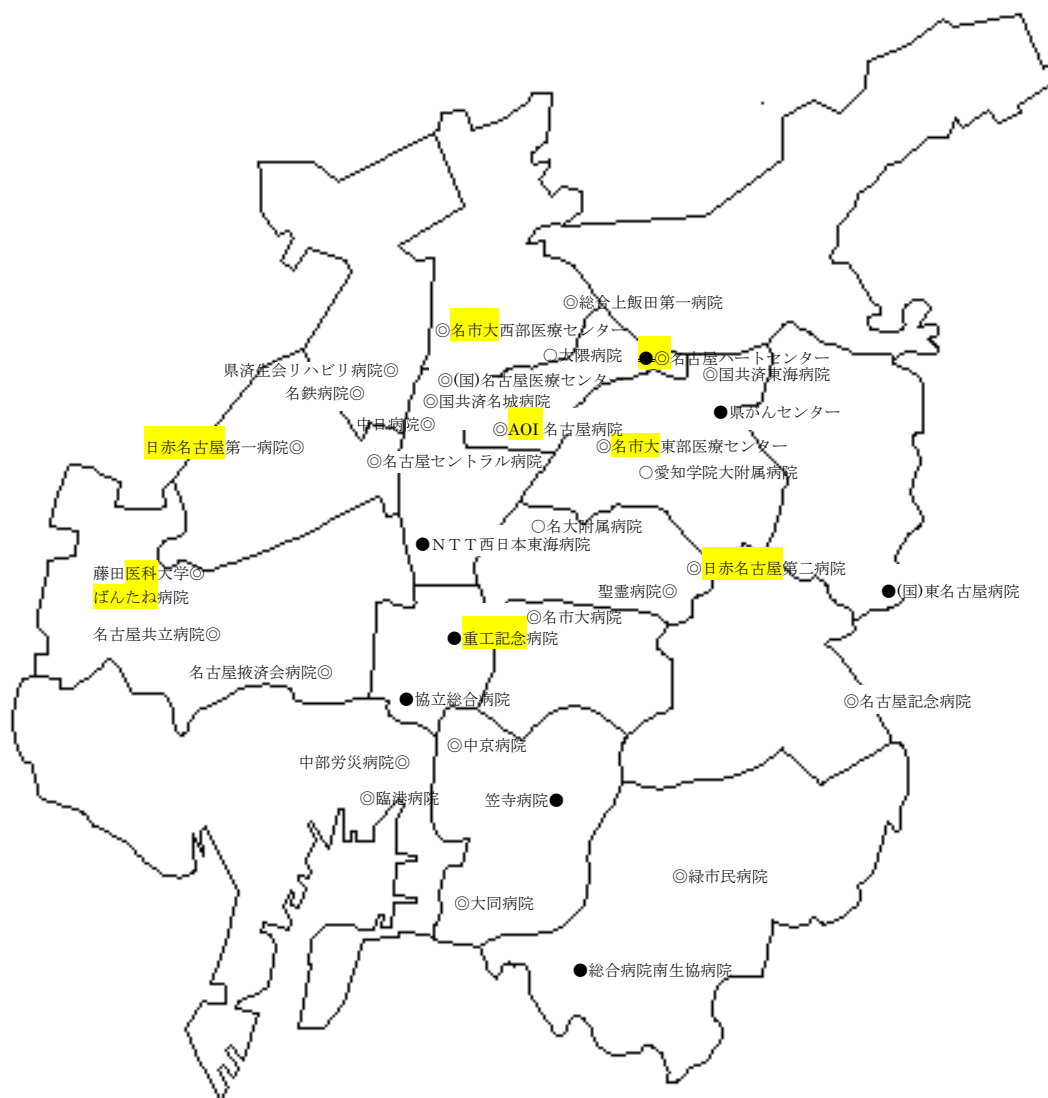 ◎総合上飯田第一病院
◎名市大西部医療センター
○大隈病院
●◎名古屋ハートセンター
県済生会リハビリ病院◎
◎(国)名古屋医療センター
◎国共済東海病院
名鉄病院◎
◎国共済名城病院
●県がんセンター
中日病院◎
◎AOI名古屋病院
日赤名古屋第一病院◎
◎名市大東部医療センター
◎名古屋セントラル病院
○愛知学院大附属病院
○名大附属病院
●ＮＴＴ西日本東海病院
藤田医科大学◎
ばんたね病院
◎日赤名古屋第二病院
聖霊病院◎
●(国)東名古屋病院
◎名市大病院
名古屋共立病院◎
●重工記念病院
名古屋掖済会病院◎
●協立総合病院
◎名古屋記念病院
◎中京病院
中部労災病院◎
◎臨港病院
笠寺病院●
◎緑市民病院
◎大同病院
●総合病院南生協病院